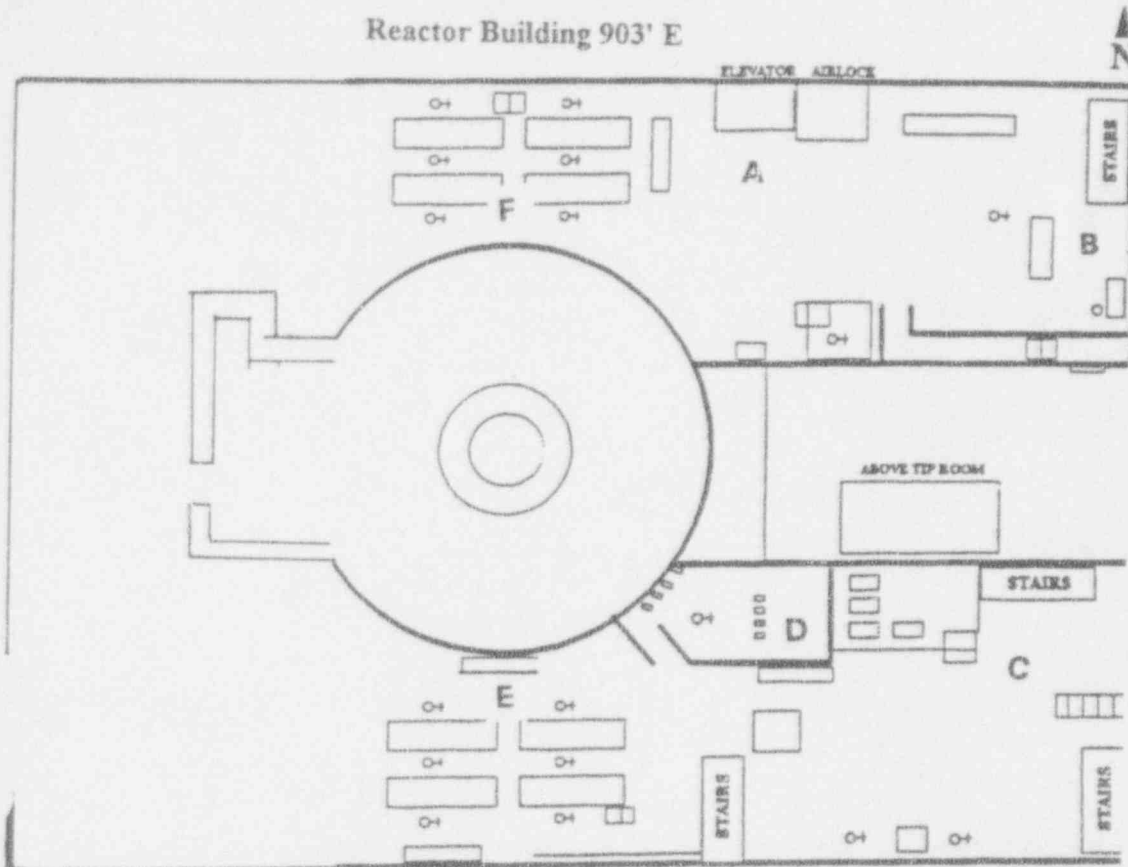 Reactor Building 903' E
N
ELEVATOR AIRLOCK
STAIRS
A
B
F
ABOVE TIP ROOM
STAIRS
D
C
E
STAIRS
STAIRS